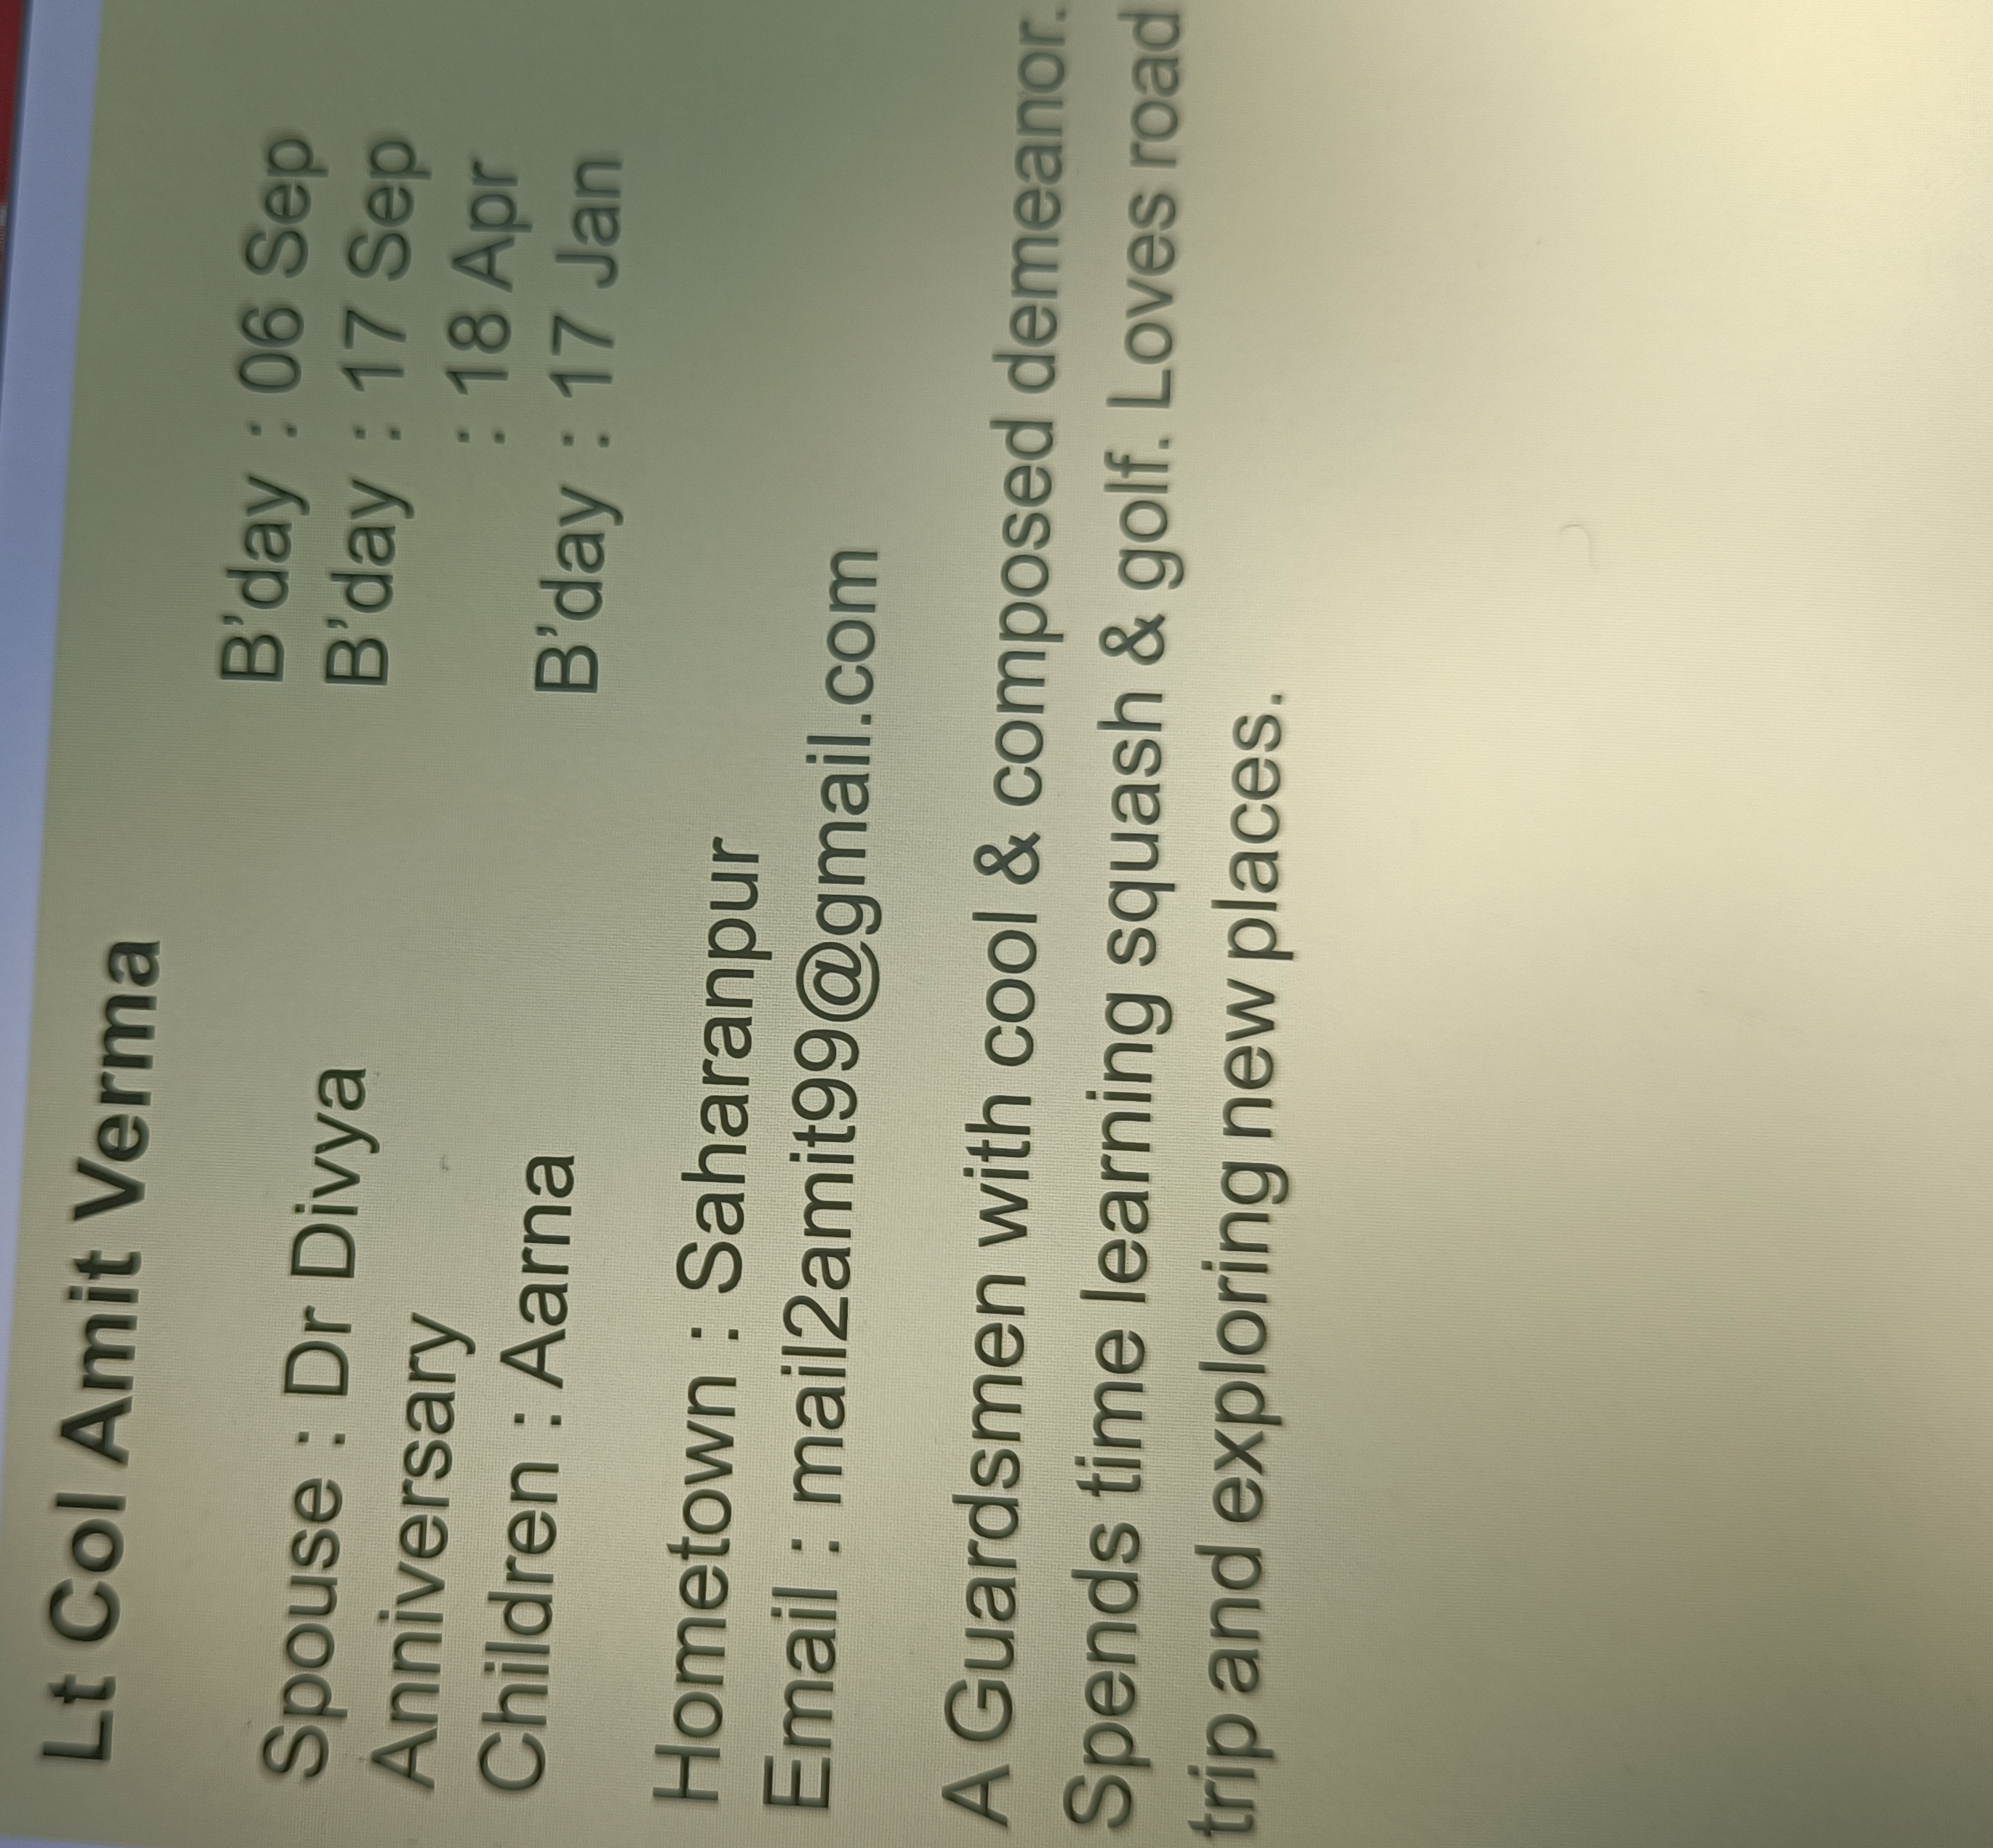 Lt Col Amit Verma
B’day : 06 Sep
Spouse : Dr Divya B’day : 17 Sep
Anniversary : 18 Apr
Children : Aarna B’day : 17 Jan
Hometown : Saharanpur
Email : mail2amit99@gmail.com
A Guardsmen with cool & composed demeanor.
Spends time learning squash & golf. Loves road
trip and exploring new places.